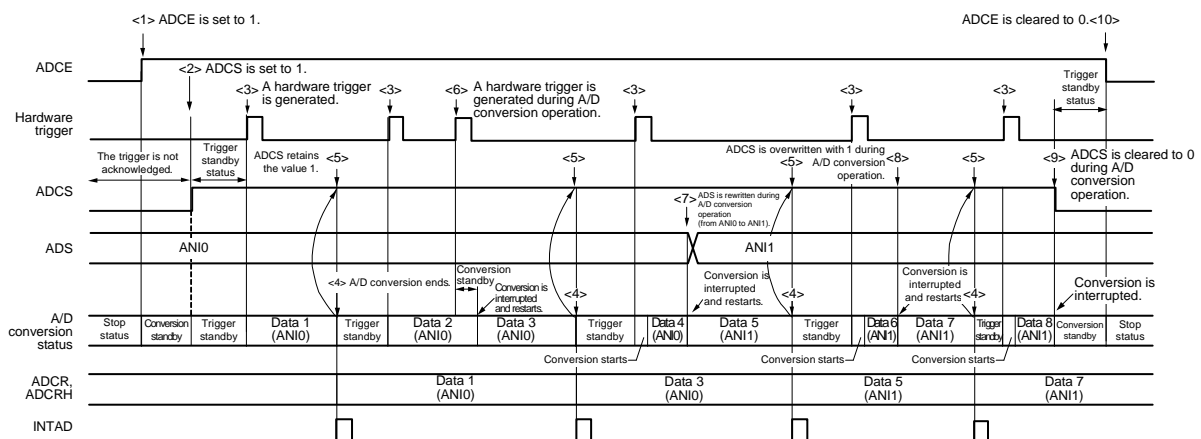 <1> ADCE is set to 1.
ADCE is cleared to 0.<10>
ADCE
<2> ADCS is set to 1.
<3> A hardware trigger
is generated.
<3>
<6> A hardware trigger is
generated during A/D
conversion operation.
<3>
<3>
<3>
Trigger
standby
status
Hardware
trigger
The trigger is not
acknowledged.
Trigger
standby
status
ADCS retains
the value 1.
<5>
<5>
ADCS is overwritten with 1 during
A/D conversion
operation.
<5>
<8>
<5>
<9> ADCS is cleared to 0
during A/D
conversion
operation.
ADCS
<7> ADS is rewritten during
A/D conversion
operation
(from ANI0 to ANI1).
ADS
ANI0
ANI1
<4> A/D conversion ends.
Conversion
standby
Conversion is
interrupted
and restarts.
<4>
Conversion is
interrupted
and restarts.
<4>
Conversion is
interrupted
and restarts
<4>
Conversion is
interrupted.
A/D
conversion
status
Stop
status
Conversion
standby
Trigger
standby
Data 1
(ANI0)
Trigger
standby
Data 2
(ANI0)
Data 3
(ANI0)
Trigger
standby
Data 4
(ANI0)
Data 5
(ANI1)
Trigger
standby
Data 6
(ANI1)
Data 7
(ANI1)
Trigger
standby
Data 8
(ANI1)
Conversion
standby
Stop
status
Conversion starts
Conversion starts
Conversion starts
ADCR,
ADCRH
Data 1
(ANI0)
Data 3
(ANI0)
Data 5
(ANI1)
Data 7
(ANI1)
INTAD